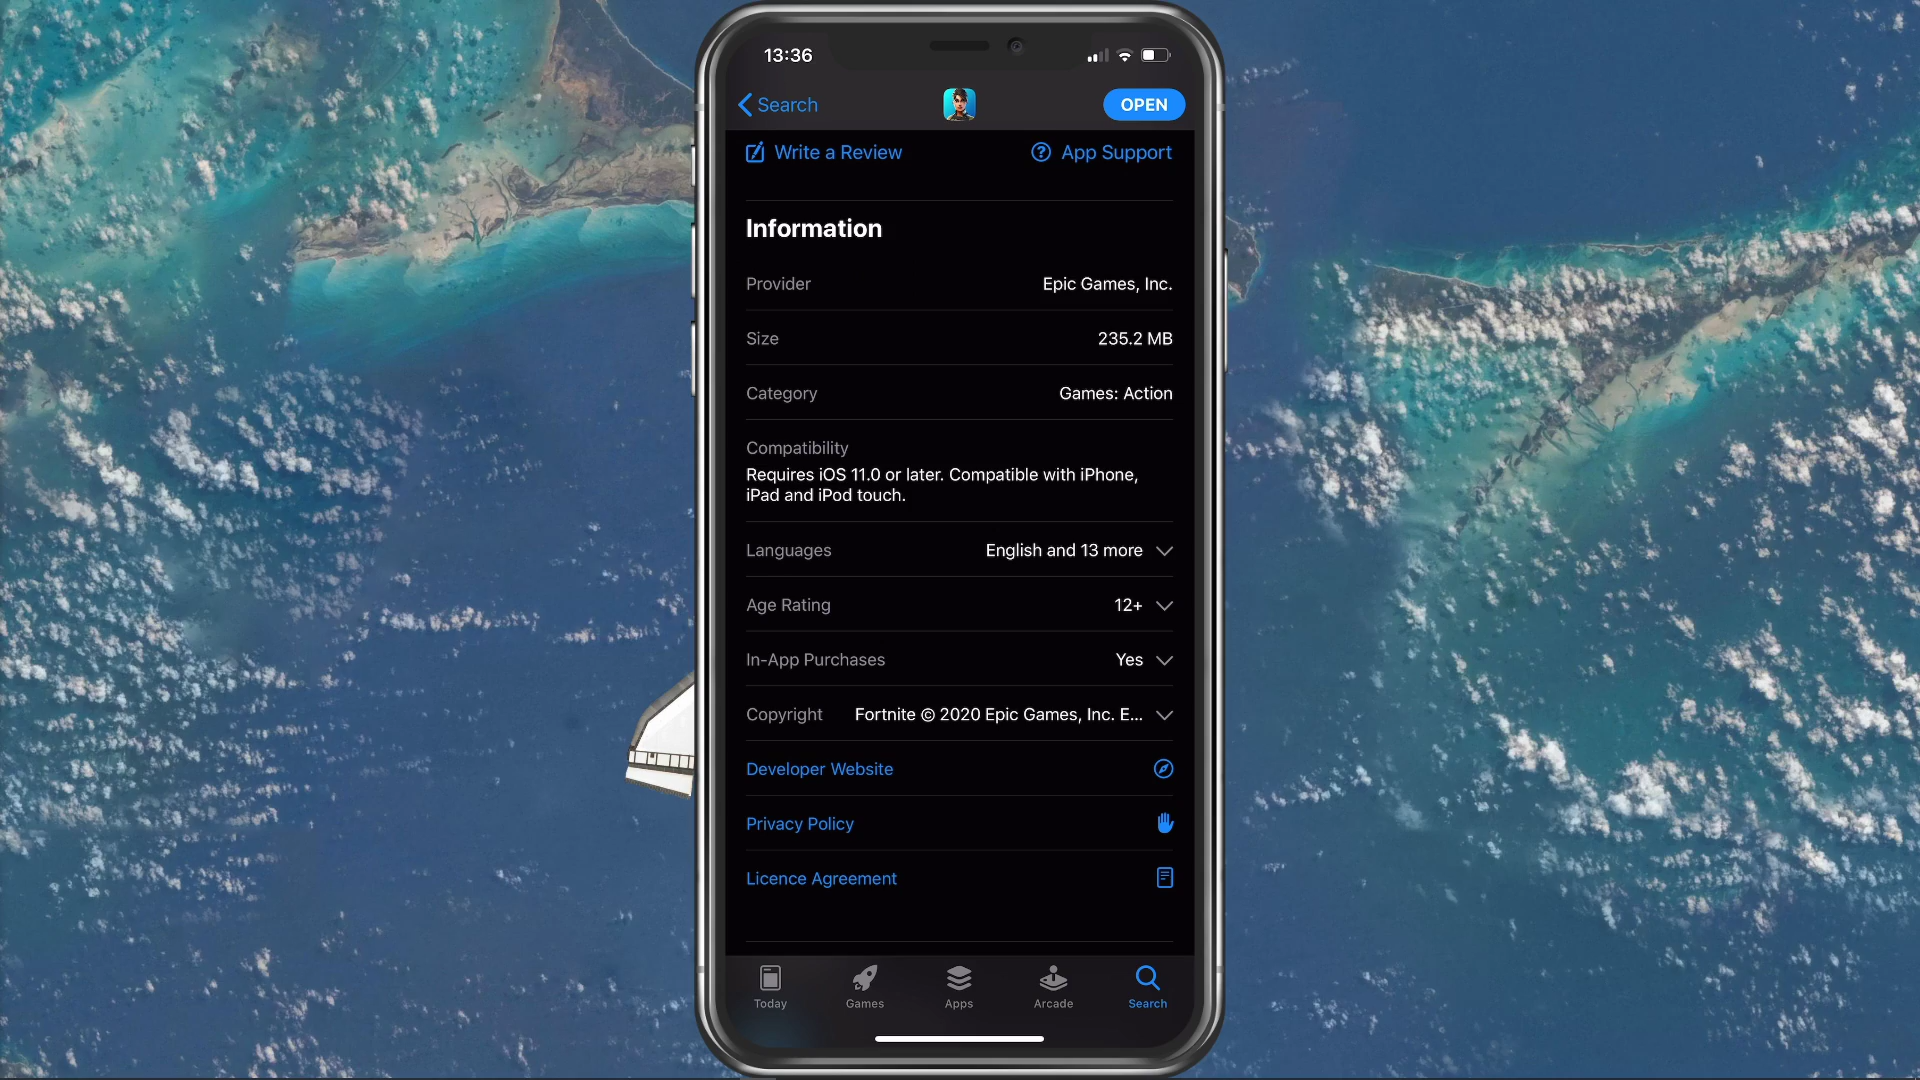 13:36
Search
OPEN
Write a Review
App Support
Information
Provider
Epic Games, Inc.
Size
235.2 MB
Category
Games: Action
Compatibility
Requires iOS 11.0 or later. Compatible with iPhone,
iPad and iPod touch.
Languages
English and 13 more
Age Rating
12+
In-App Purchases
Yes
Copyright
Fortnite © 2020 Epic Games, Inc. E...
Developer Website
Privacy Policy
Licence Agreement
Today
Games
Apps
Arcade
Search